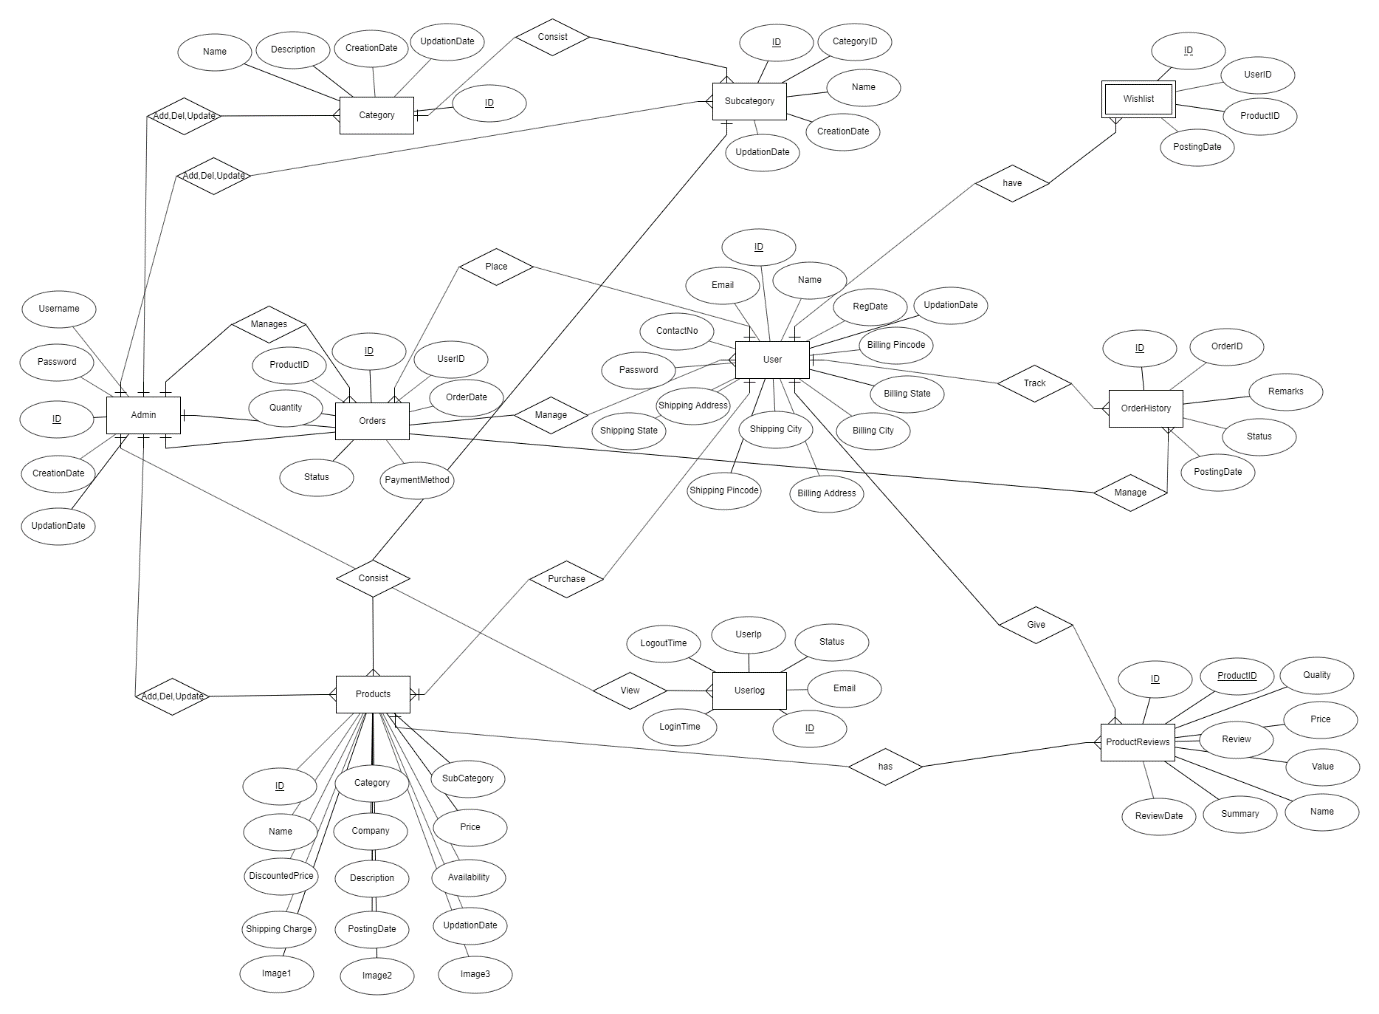 Consist
UpdationDate
ID
CategoryID
CreationDate
Description
Name
ID
UserID
Name
ID
Category
Subcategory
Wishlist
Add,Del,Update
ProductID
CreationDate
UpdationDate
PostingDate
Add,Del,Update
have
ID
Place
Email
Name
RegDate
UpdationDate
Username
Manages
ContactNo
Billing Pincode
ID
OrderID
ID
UserID
User
Password
ProductID
Password
Track
Remarks
Billing State
OrderDate
Shipping Address
Quantity
OrderHistory
Admin
Manage
ID
Orders
Shipping City
Shipping State
Billing City
Status
CreationDate
PostingDate
Status
PaymentMethod
Shipping Pincode
Billing Address
Manage
UpdationDate
Consist
Purchase
Give
UserIp
LogoutTime
Status
ID
ProductID
Quality
Add,Del,Update
Products
View
Userlog
Email
Price
LoginTime
ID
Review
ProductReviews
has
Value
SubCategory
Category
ID
Name
Summary
ReviewDate
Price
Company
Name
DiscountedPrice
Description
Availability
Shipping Charge
PostingDate
UpdationDate
Image1
Image2
Image3